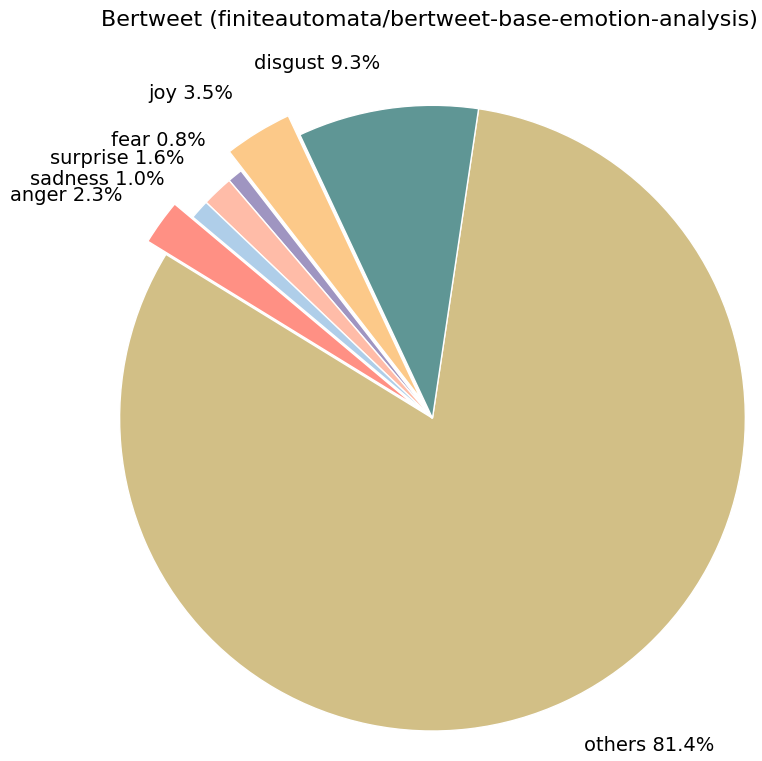 Bertweet (finiteautomata/bertweet-base-emotion-analysis)
disgust 9.3%
joy 3.5%
fear 0.8%
surprise 1.6%
sadness 1.0%
anger 2.3%
others 81.4%